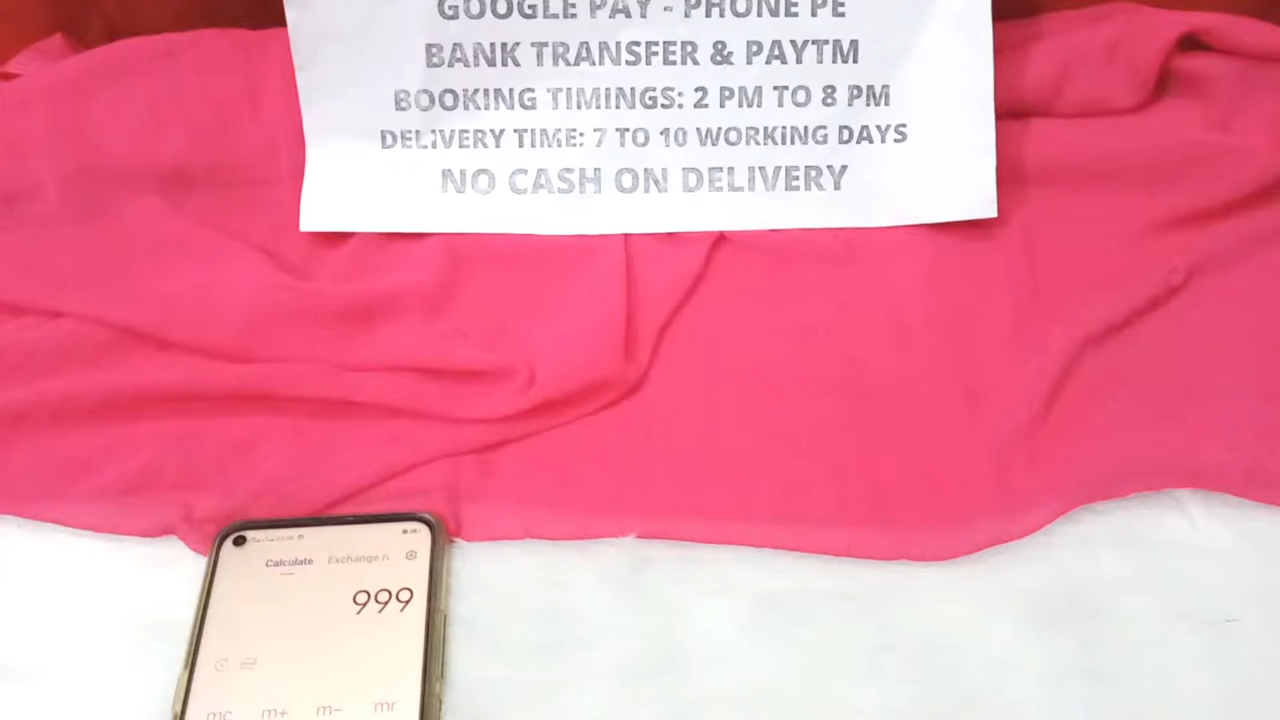 GOOGLE PAY - PHONE PE
BANK TRANSFER & PAYTM
BOOKING TIMINGS: 2 PM TO 8 PM
DELIVERY TIME: 7 TO 10 WORKING DAYS
NO CASH ON DELIVERY
Calculate Exchange r
999
mc m+ m− mr